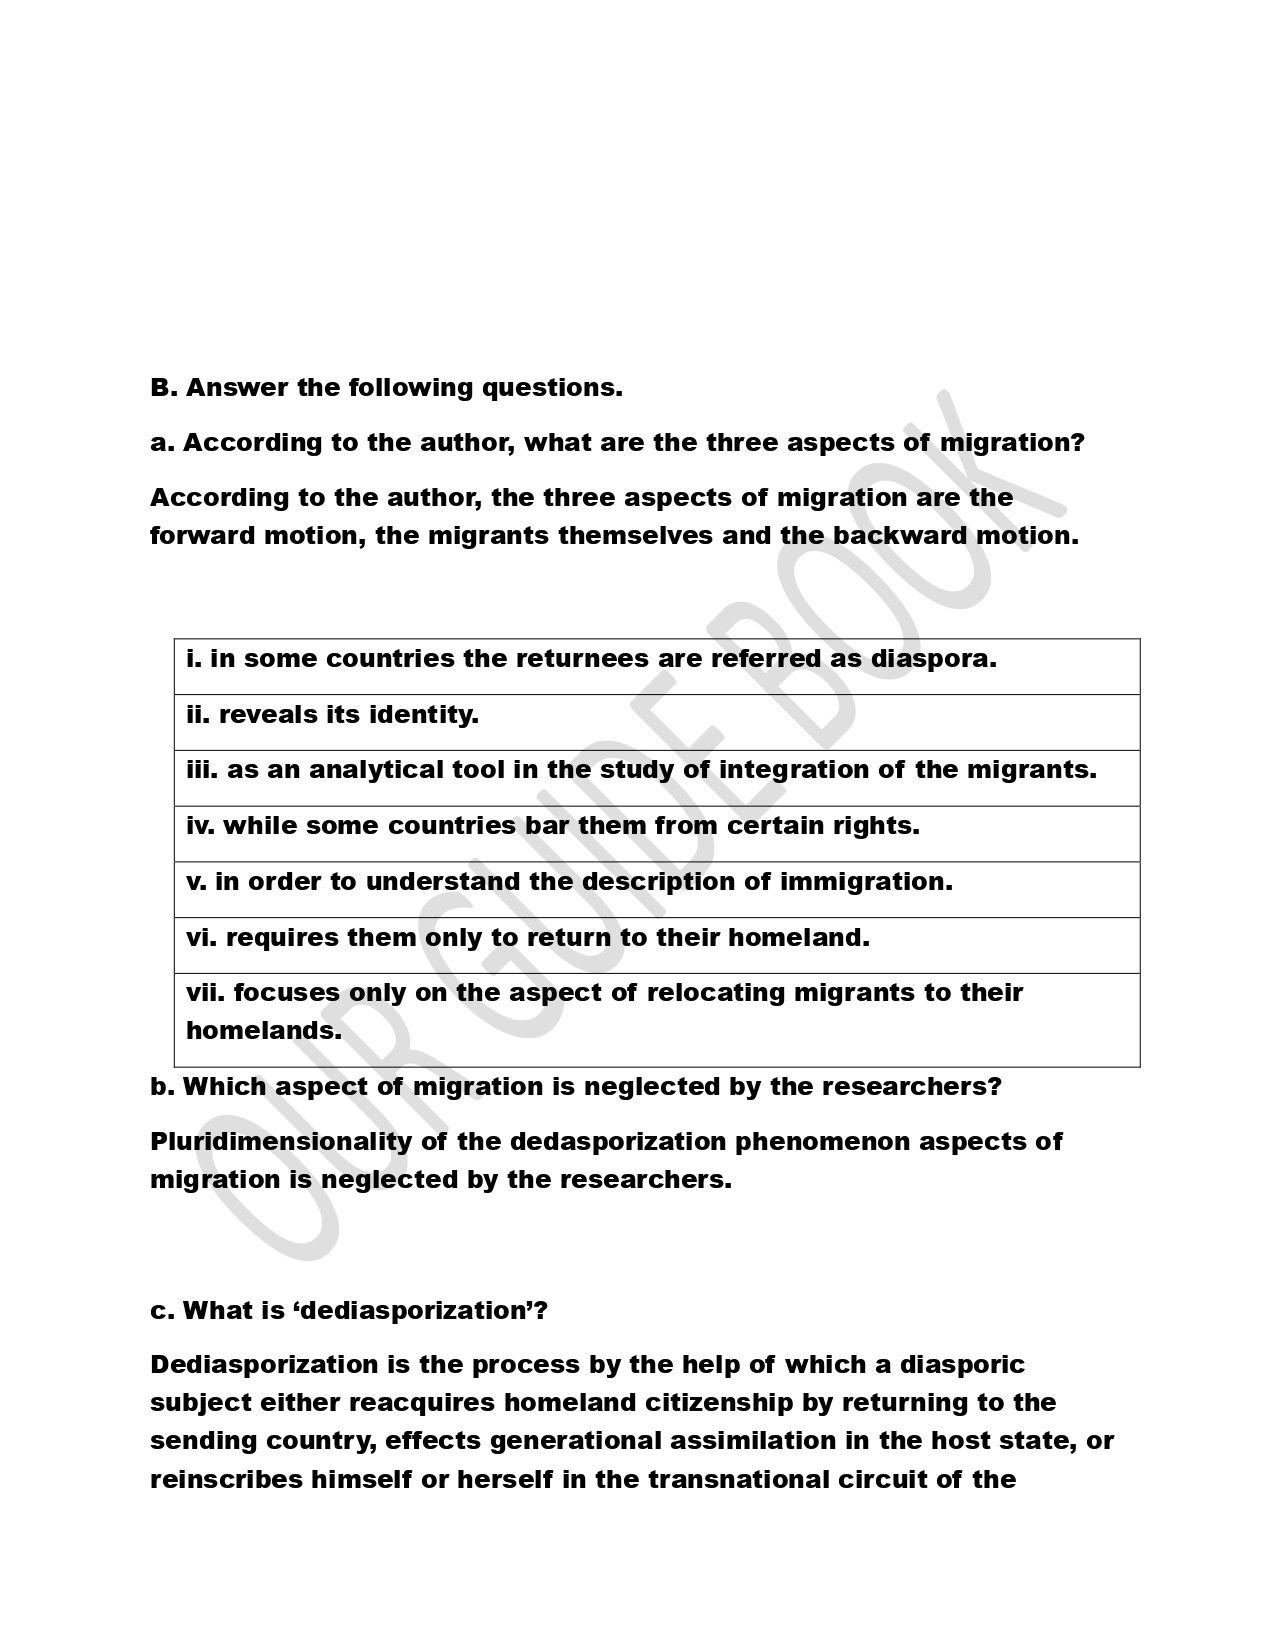 B. Answer the following questions.
a. According to the author, what are the three aspects of migration?
According to the author, the three aspects of migration are the
forward motion, the migrants themselves and the backward motion.
i. in some countries the returnees are referred as diaspora.
ii. reveals its identity.
iii. as an analytical tool in the study of integration of the migrants.
iv. while some countries bar them from certain rights.
v. in order to understand the description of immigration.
vi. requires them only to return to their homeland.
vii. focuses only on the aspect of relocating migrants to their
homelands.
b. Which aspect of migration is neglected by the researchers?
Pluridimensionality of the dedasporization phenomenon aspects of
migration is neglected by the researchers.
c. What is ‘dediasporization’?
Dediasporization is the process by the help of which a diasporic
subject either reacquires homeland citizenship by returning to the
sending country, effects generational assimilation in the host state, or
reinscribes himself or herself in the transnational circuit of the
OUR GUIDE BOOK